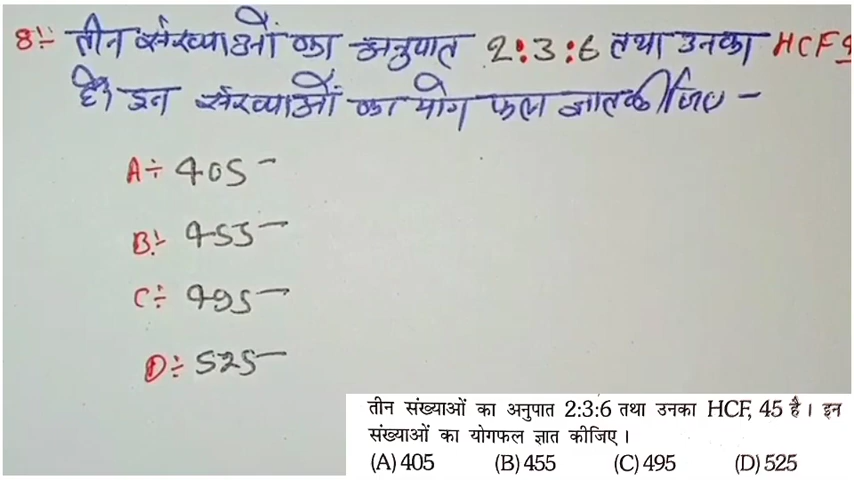 8:- तीन संख्याओं का अनुपात 2:3:6 तथा उनका HCF
है। इन संख्याओं का योग फल ज्ञात कीजिए -
A÷ 405 -
B÷ 455 -
C÷ 495 -
D÷ 525 -
तीन संख्याओं का अनुपात 2:3:6 तथा उनका HCF, 45 है। इन
संख्याओं का योगफल ज्ञात कीजिए।
(A) 405 (B) 455 (C) 495 (D) 525